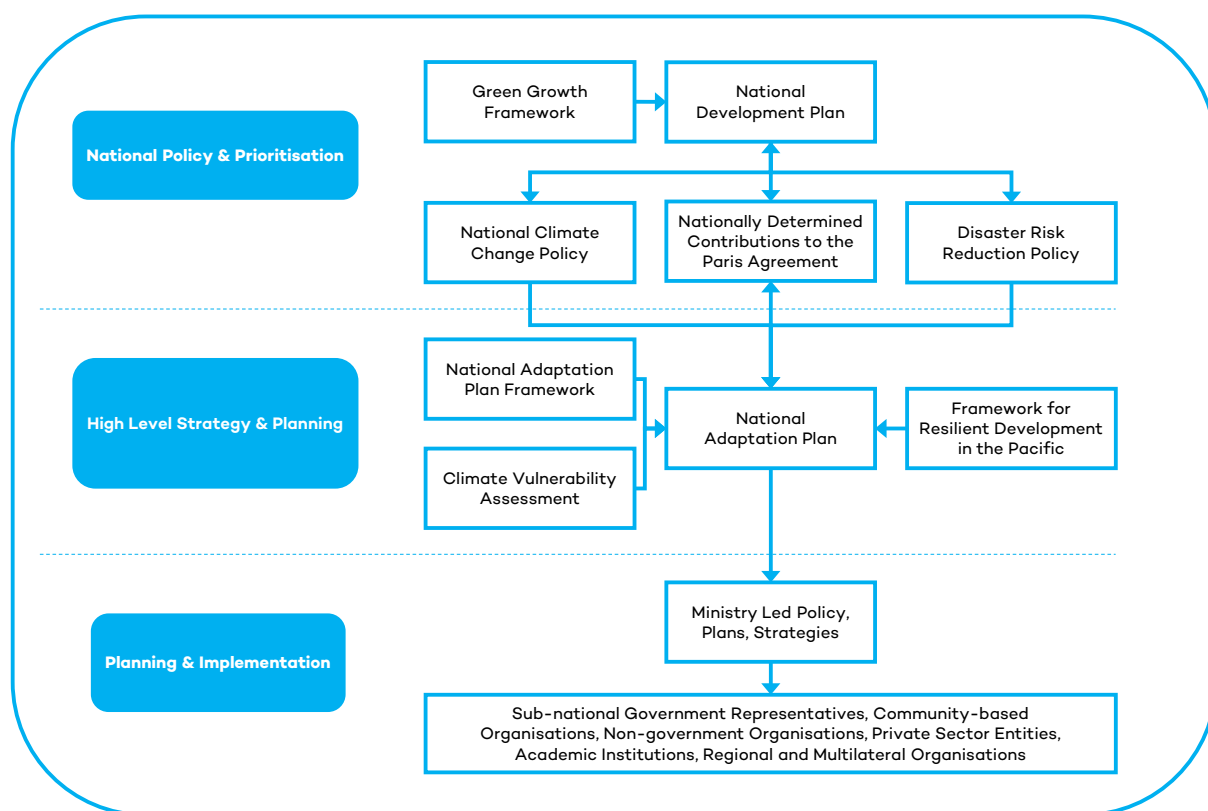 Green Growth
Framework
National
Development Plan
National Policy & Prioritisation
National Climate
Change Policy
Nationally Determined
Contributions to the
Paris Agreement
Disaster Risk
Reduction Policy
National Adaptation
Plan Framework
High Level Strategy & Planning
National
Adaptation Plan
Framework for
Resilient Development
in the Pacific
Climate Vulnerability
Assessment
Ministry Led Policy,
Plans, Strategies
Planning & Implementation
Sub-national Government Representatives, Community-based
Organisations, Non-government Organisations, Private Sector Entities,
Academic Institutions, Regional and Multilateral Organisations